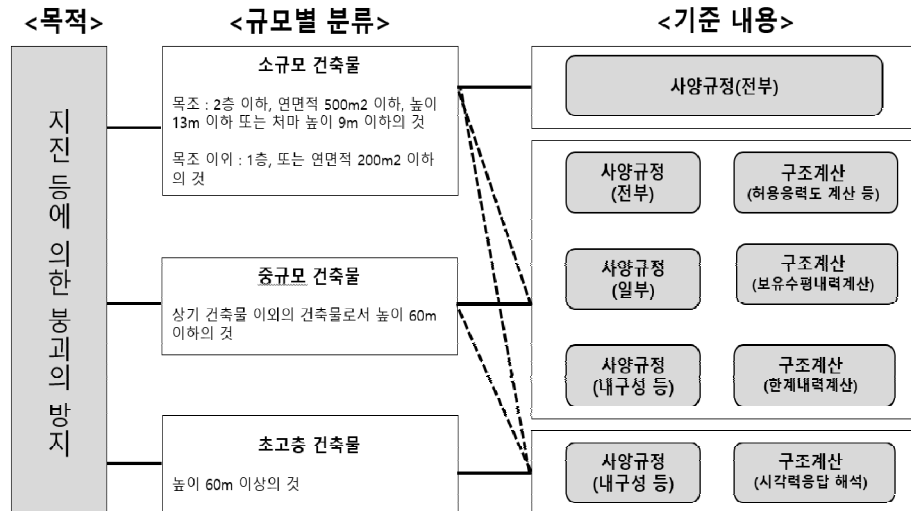 <목적>
<규모별 분류>
<기준 내용>
지진 등에 의한 붕괴의 방지
소규모 건축물
목조 : 2층 이하, 연면적 500m2 이하, 높이
13m 이하 또는 처마 높이 9m 이하의 것
목조 이외 : 1층, 또는 연면적 200m2 이하
의 것
중규모 건축물
상기 건축물 이외의 건축물로서 높이 60m
이하의 것
초고층 건축물
높이 60m 이상의 것
사양규정(전부)
사양규정
(전부)
구조계산
(허용응력도 계산 등)
사양규정
(일부)
구조계산
(보유수평내력계산)
사양규정
(내구성 등)
구조계산
(한계내력계산)
사양규정
(내구성 등)
구조계산
(시각력응답 해석)